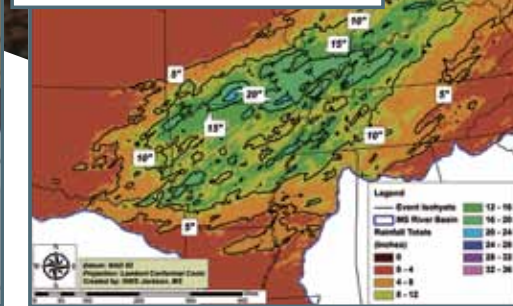 10"
15"
5"
20"
5"
15"
10"
10"
5"
Legend
Event Isohyets
MS River Basin
Rainfall Totals
(Inches)
0
0 - 4
4 - 8
8 - 12
12 - 16
16 - 20
20 - 24
24 - 28
28 - 32
32 - 36
Datum: NAD 83
Projection: Lambert Conformal Conic
Created by: NWS Jackson, MS